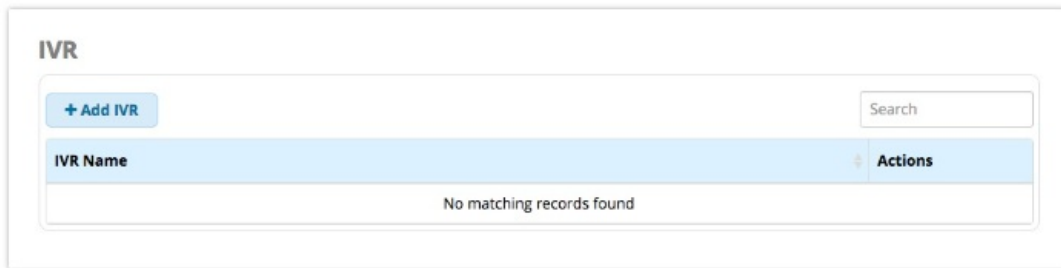 IVR
+ Add IVR
Search
IVR Name
Actions
No matching records found